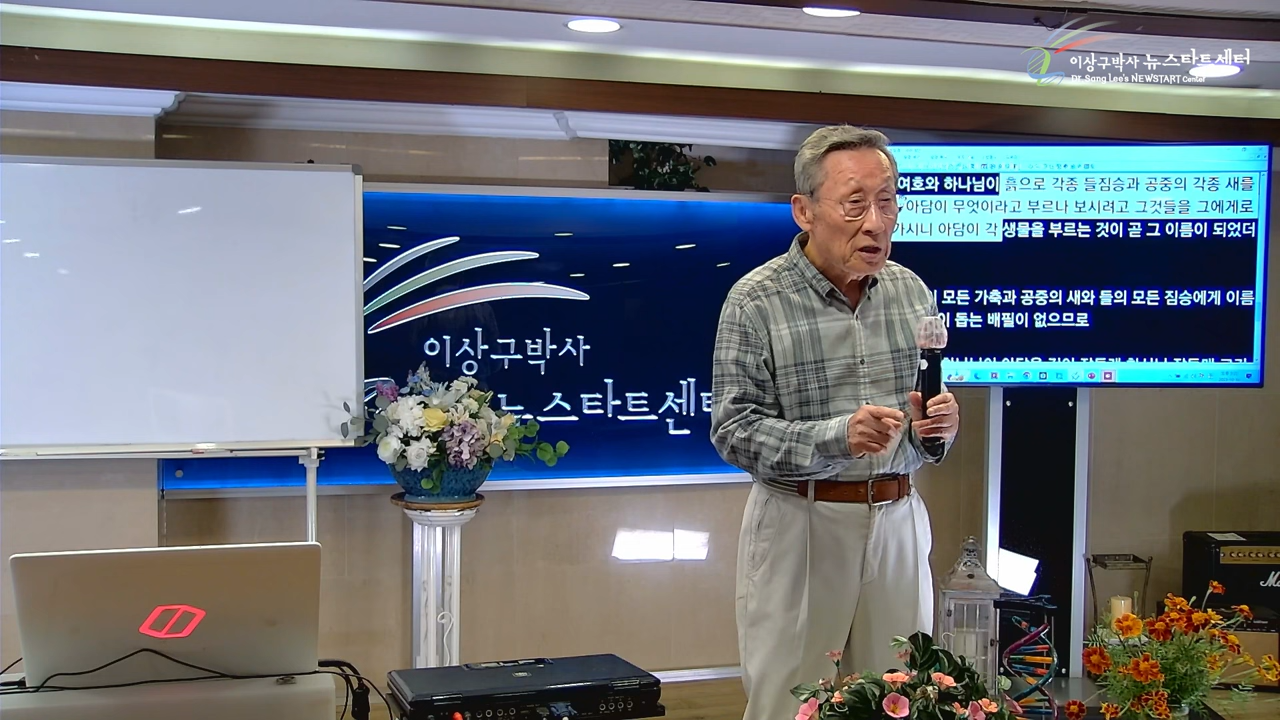 이상구박사 뉴스타트센터
Dr. Sang Lee's NEWSTART Center
여호와 하나님이 흙으로 각종 들짐승과 공중의 각종 새를
아담이 무엇이라고 부르나 보시려고 그것들을 그에게로
가시니 아담이 각 생물을 부르는 것이 곧 그 이름이 되었더
모든 가축과 공중의 새와 들의 모든 짐승에게 이름
돕는 배필이 없으므로
이상구박사
뉴스타트센